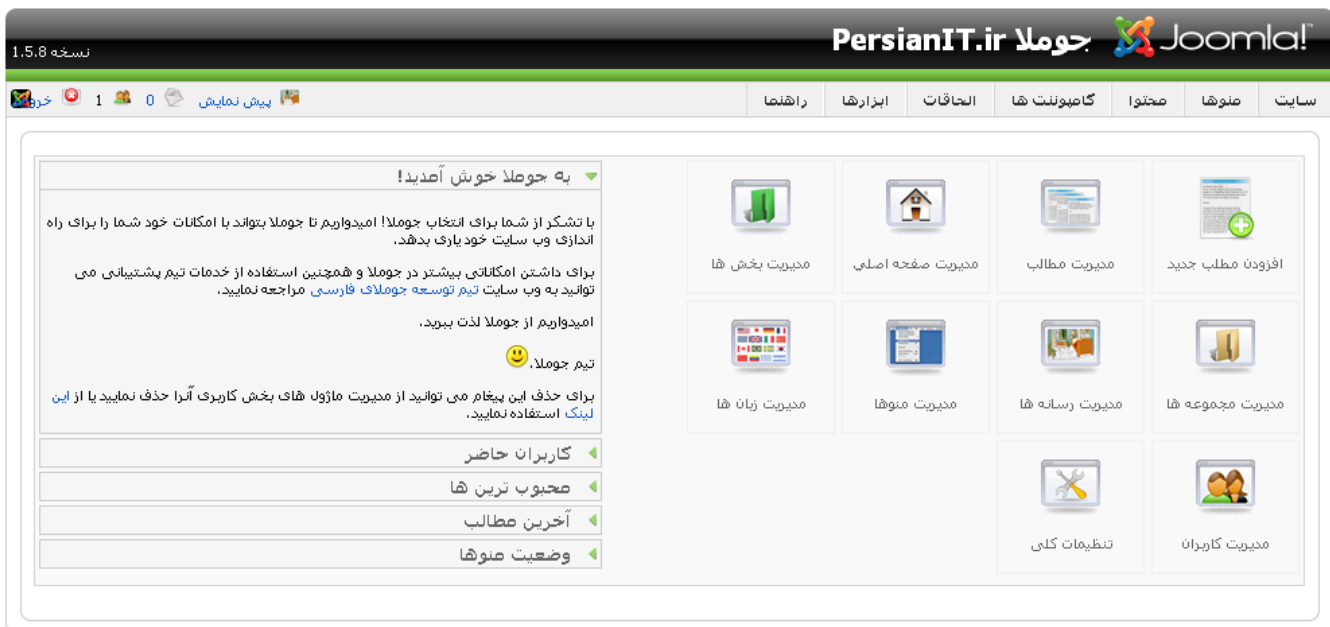 Joomla! جوملا PersianIT.ir
نسخه 1.5.8
سایت منوها محتوا کامپوننت ها الحاقات ابزارها راهنما
پیش نمایش 0 1 خروج
افزودن مطلب جدید
مدیریت مطالب
مدیریت صفحه اصلی
مدیریت بخش ها
مدیریت مجموعه ها
مدیریت رسانه ها
مدیریت منوها
مدیریت زبان ها
مدیریت کاربران
تنظیمات کلی
به جوملا خوش آمدید!
با تشکر از شما برای انتخاب جوملا! امیدواریم تا جوملا بتواند با امکانات خود شما را برای راه
اندازی وب سایت خود یاری بدهد.
برای داشتن امکاناتی بیشتر در جوملا و همچنین استفاده از خدمات تیم پشتیبانی می
توانید به وب سایت تیم توسعه جوملای فارسی مراجعه نمایید.
امیدواریم از جوملا لذت ببرید.
تیم جوملا.
برای حذف این پیغام می توانید از مدیریت ماژول های بخش کاربری آنرا حذف نمایید یا از این
لینک استفاده نمایید.
کاربران حاضر
محبوب ترین ها
آخرین مطالب
وضعیت منوها